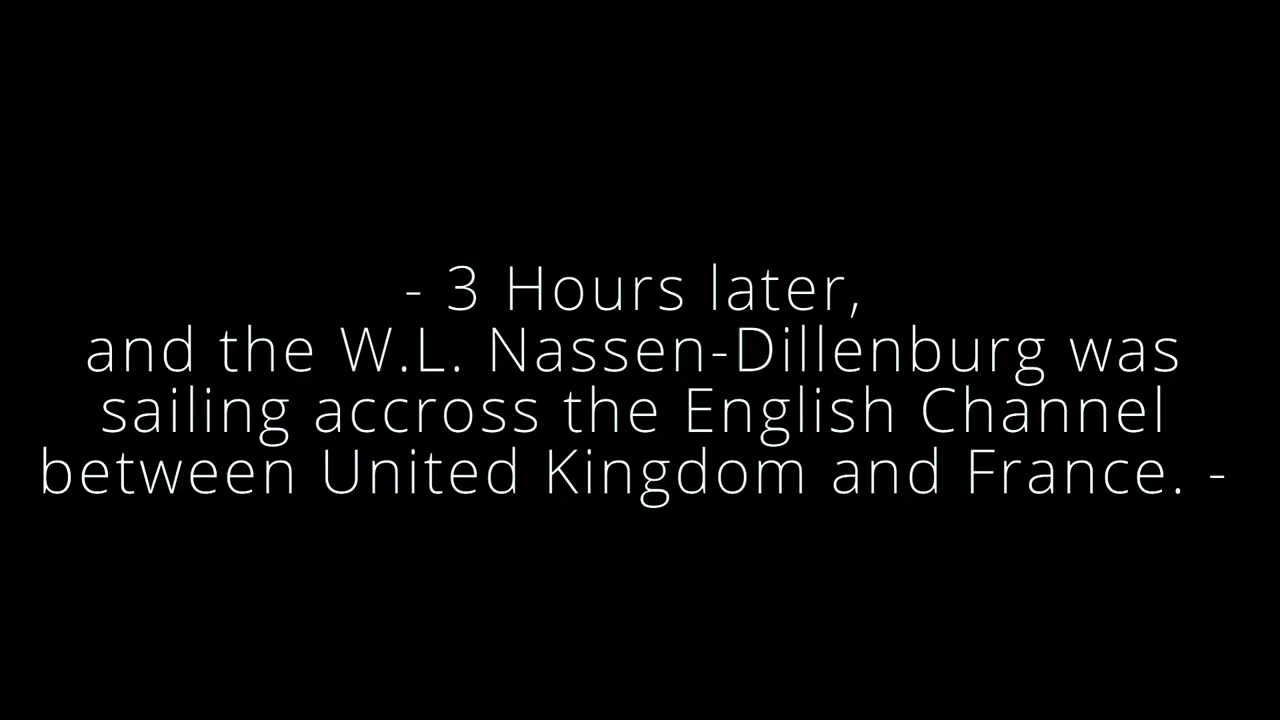 - 3 Hours later,
and the W.L. Nassen-Dillenburg was
sailing accross the English Channel
between United Kingdom and France. -